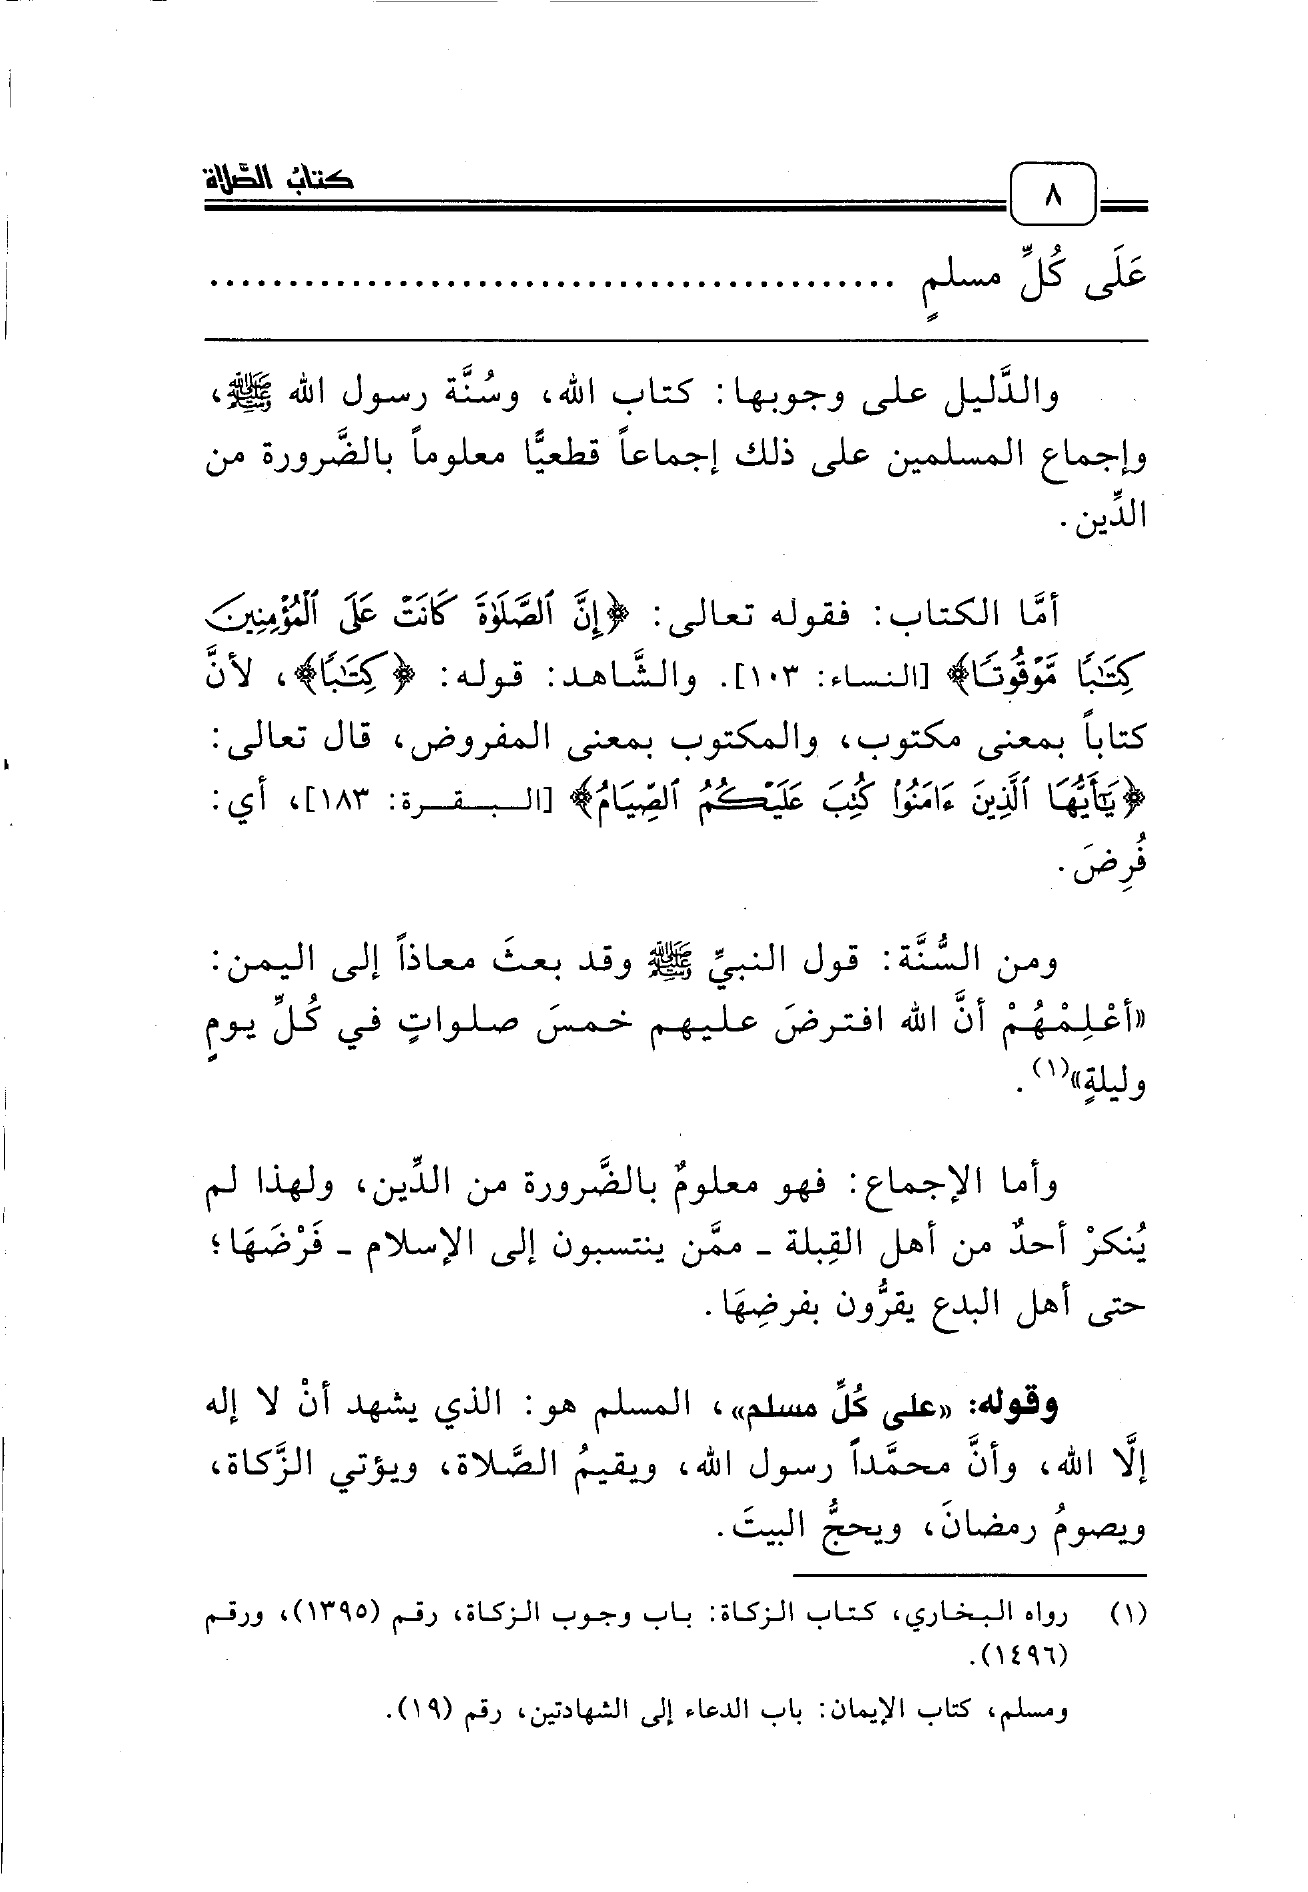 كتاب الصَّلاة
٨
عَلَى كُلِّ مسلمٍ ............................................
والدَّليل على وجوبها: كتاب الله، وسُنَّة رسول الله ﷺ،
وإجماع المسلمين على ذلك إجماعاً قطعيًّا معلوماً بالضَّرورة من
الدِّين.
أمَّا الكتاب: فقوله تعالى: ﴿إِنَّ ٱلصَّلَوٰةَ كَانَتْ عَلَى ٱلْمُؤْمِنِينَ
كِتَٰبًا مَّوْقُوتًا﴾ [النساء: ١٠٣]. والشَّاهد: قوله: ﴿كِتَٰبًا﴾، لأنَّ
كتاباً بمعنى مكتوب، والمكتوب بمعنى المفروض، قال تعالى:
﴿يَٰٓأَيُّهَا ٱلَّذِينَ ءَامَنُوا۟ كُتِبَ عَلَيْكُمُ ٱلصِّيَامُ﴾ [البـقـرة: ١٨٣]، أي:
فُرِضَ.
ومن السُّنَّة: قول النبيِّ ﷺ وقد بعثَ معاذاً إلى اليمن:
«أعْلِمْهُمْ أنَّ الله افترضَ عليهم خمسَ صلواتٍ في كُلِّ يومٍ
وليلةٍ»(١).
وأما الإجماع: فهو معلومٌ بالضَّرورة من الدِّين، ولهذا لم
يُنكرْ أحدٌ من أهل القِبلة ـ ممَّن ينتسبون إلى الإسلام ـ فَرْضَهَا؛
حتى أهل البدع يقرُّون بفرضِهَا.
وقوله: «على كُلِّ مسلم»، المسلم هو: الذي يشهد أنْ لا إله
إلَّا الله، وأنَّ محمَّداً رسول الله، ويقيمُ الصَّلاة، ويؤتي الزَّكاة،
ويصومُ رمضانَ، ويحجُّ البيتَ.
(١) رواه البخاري، كتاب الزكاة: باب وجوب الزكاة، رقم (١٣٩٥)، ورقم
(١٤٩٦).
ومسلم، كتاب الإيمان: باب الدعاء إلى الشهادتين، رقم (١٩).